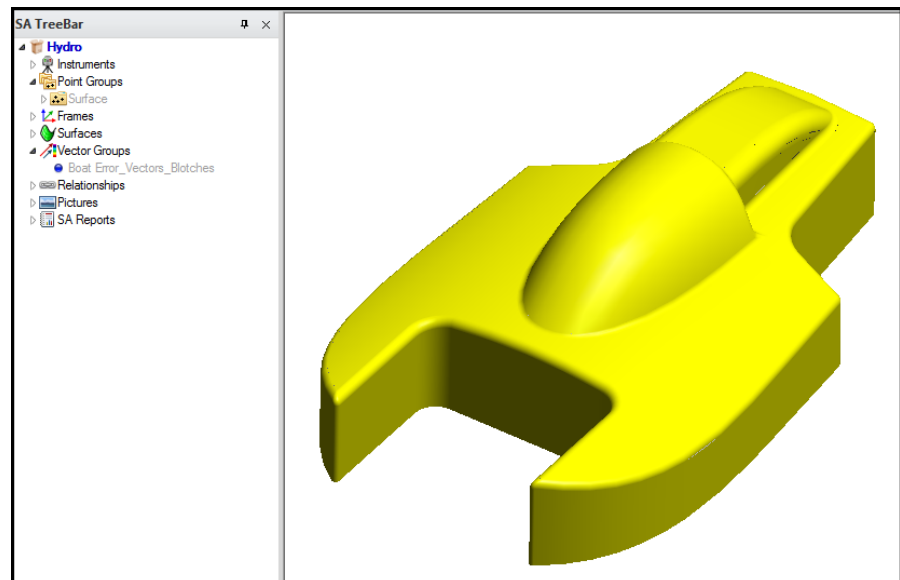 SA TreeBar
Hydro
Instruments
Point Groups
Surface
Frames
Surfaces
Vector Groups
Boat Error_Vectors_Blotches
Relationships
Pictures
SA Reports